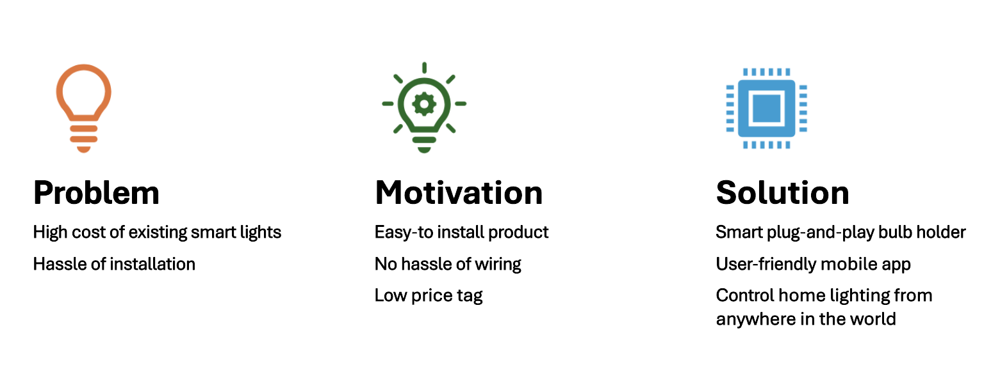 Problem
High cost of existing smart lights
Hassle of installation
Motivation
Easy-to install product
No hassle of wiring
Low price tag
Solution
Smart plug-and-play bulb holder
User-friendly mobile app
Control home lighting from
anywhere in the world